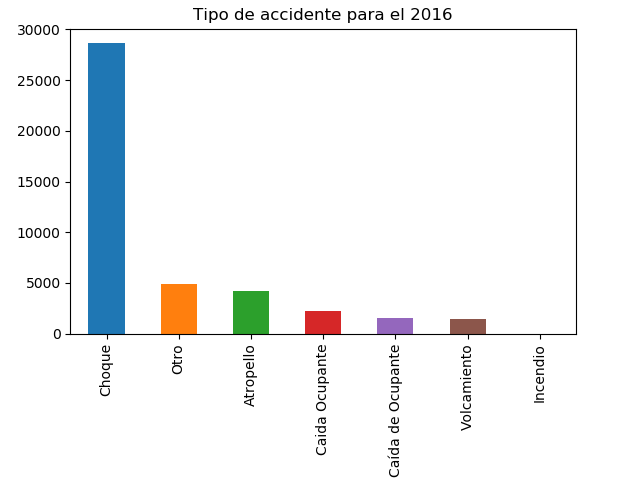 Tipo de accidente para el 2016
30000
25000
20000
15000
10000
5000
0
Choque
Otro
Atropello
Caida Ocupante
Caída de Ocupante
Volcamiento
Incendio